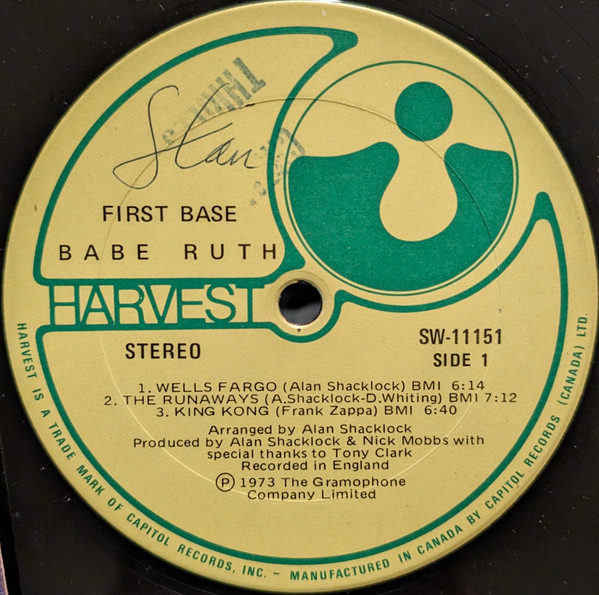 Stan
FIRST BASE
BABE RUTH
HARVEST
STEREO
SW-11151
SIDE 1
1. WELLS FARGO (Alan Shacklock) BMI 6:14
2. THE RUNAWAYS (A.Shacklock-D.Whiting) BMI 7:12
3. KING KONG (Frank Zappa) BMI 6:40
Arranged by Alan Shacklock
Produced by Alan Shacklock & Nick Mobbs with
special thanks to Tony Clark
Recorded in England
Ⓟ 1973 The Gramophone
Company Limited
HARVEST IS A TRADE MARK OF CAPITOL RECORDS, INC. – MANUFACTURED IN CANADA BY CAPITOL RECORDS (CANADA) LTD.